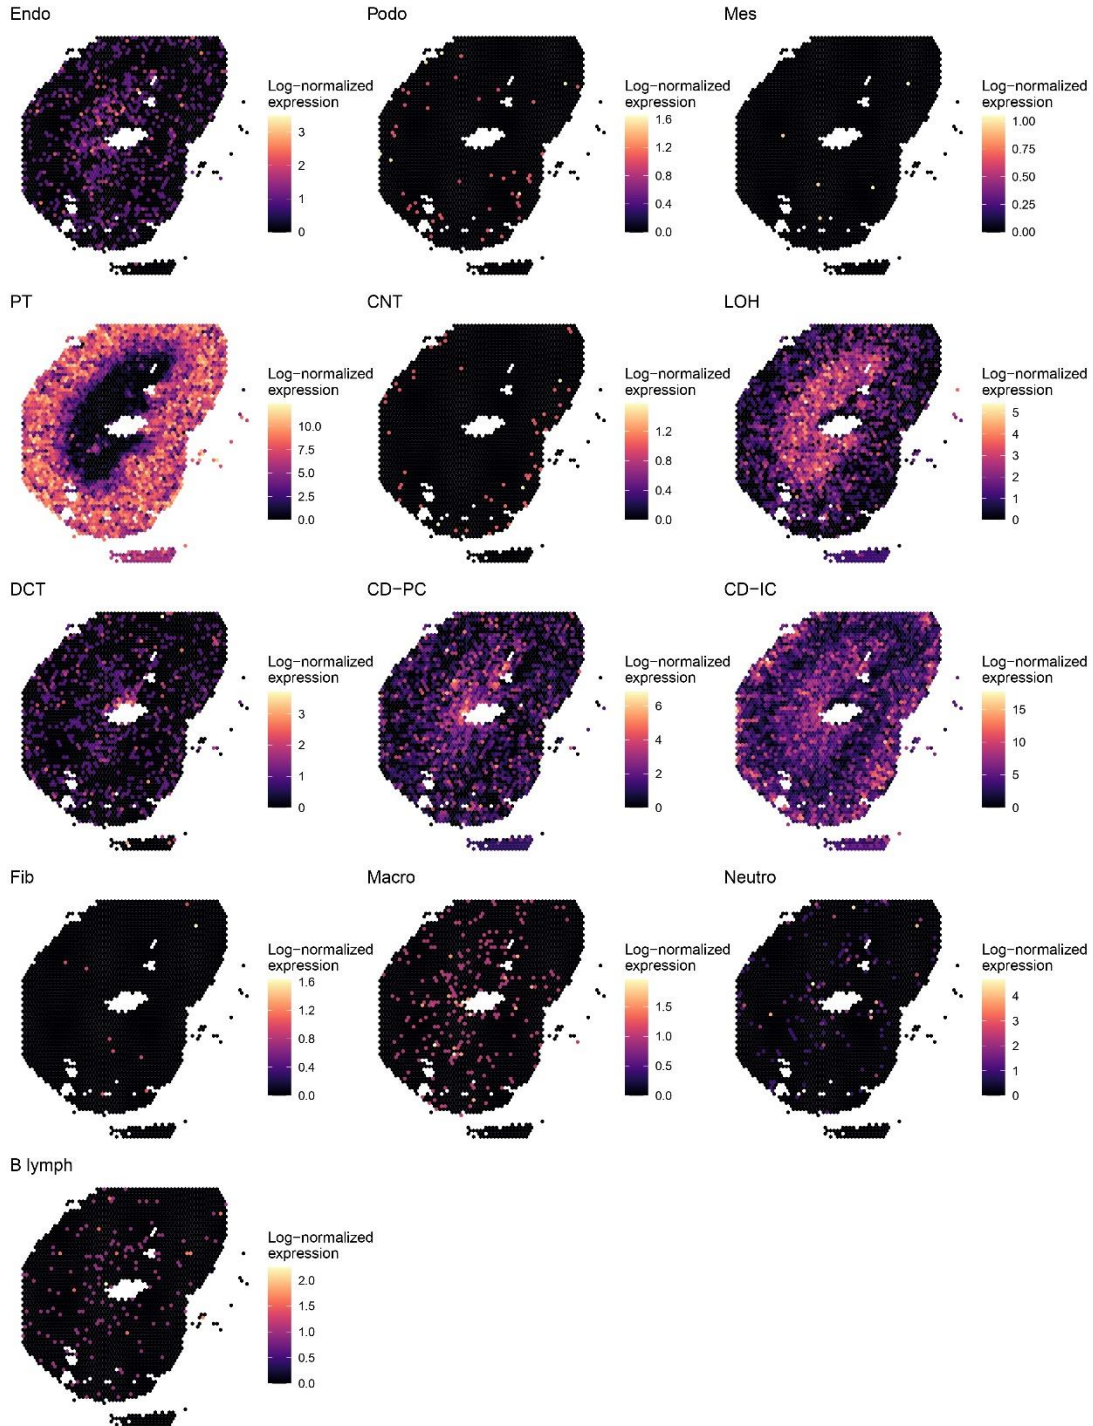 Endo
Podo
Mes
Log-normalized
expression
3
2
1
0
Log-normalized
expression
1.6
1.2
0.8
0.4
0.0
Log-normalized
expression
1.00
0.75
0.50
0.25
0.00
PT
CNT
LOH
Log-normalized
expression
10.0
7.5
5.0
2.5
0.0
Log-normalized
expression
1.2
0.8
0.4
0.0
Log-normalized
expression
5
4
3
2
1
0
DCT
CD-PC
CD-IC
Log-normalized
expression
3
2
1
0
Log-normalized
expression
6
4
2
0
Log-normalized
expression
15
10
5
0
Fib
Macro
Neutro
Log-normalized
expression
1.6
1.2
0.8
0.4
0.0
Log-normalized
expression
1.5
1.0
0.5
0.0
Log-normalized
expression
4
3
2
1
0
B lymph
Log-normalized
expression
2.0
1.5
1.0
0.5
0.0